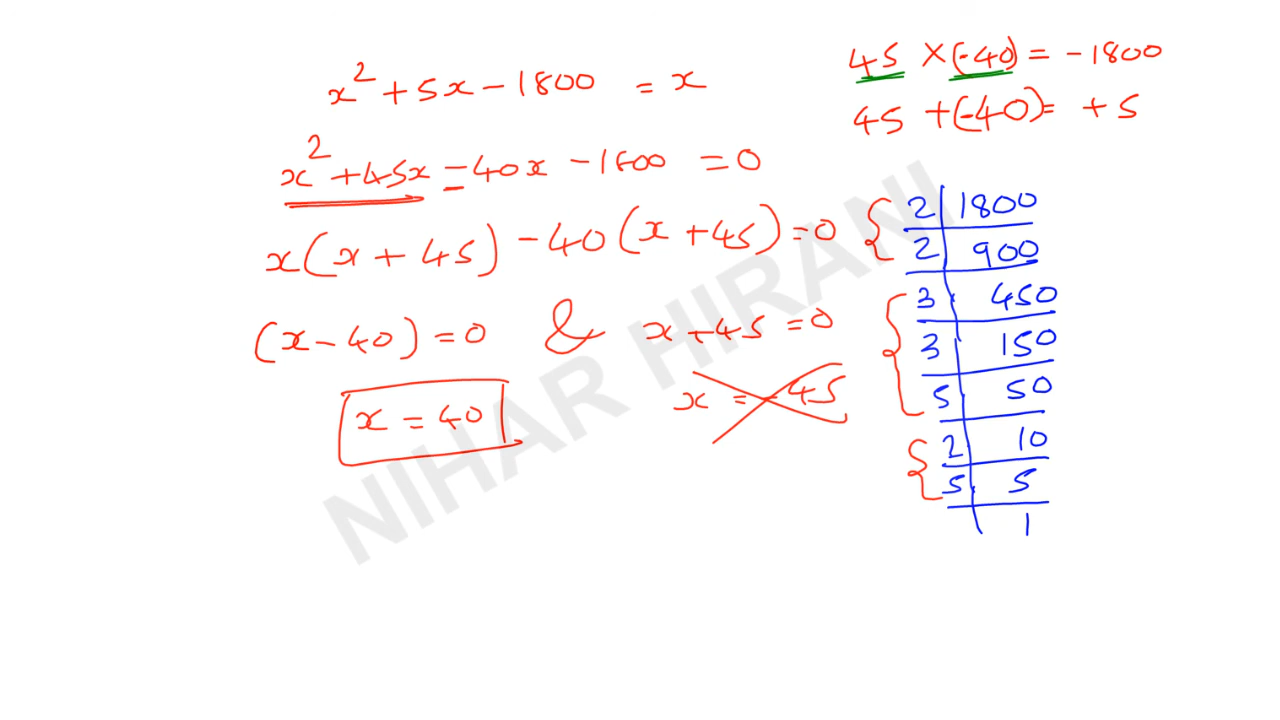 x² + 5x - 1800 = x
x² + 45x - 40x - 1800 = 0
x(x + 45) - 40(x + 45) = 0
(x - 40) = 0 & x + 45 = 0
x = 40
x = - 45
45 × (-40) = - 1800
45 + (-40) = + 5
2 | 1800
2 | 900
3 | 450
3 | 150
5 | 50
2 | 10
5 | 5
| 1
NIHAR HIRANI